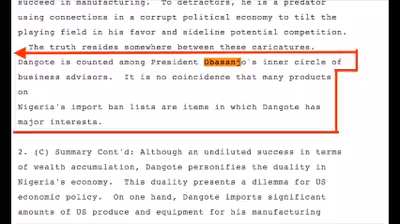 succeed in manufacturing. To detractors, he is a predator
using connections in a corrupt political economy to tilt the
playing field in his favor and sideline potential competition.
The truth resides somewhere between these caricatures.
Dangote is counted among President Obasanjo's inner circle of
business advisors. It is no coincidence that many products
on
Nigeria's import ban lists are items in which Dangote has
major interests.
2. (C) Summary Cont'd: Although an undiluted success in terms
of wealth accumulation, Dangote personifies the duality in
Nigeria's economy. This duality presents a dilemma for US
economic policy. On one hand, Dangote imports significant
amounts of US produce and equipment for his manufacturing